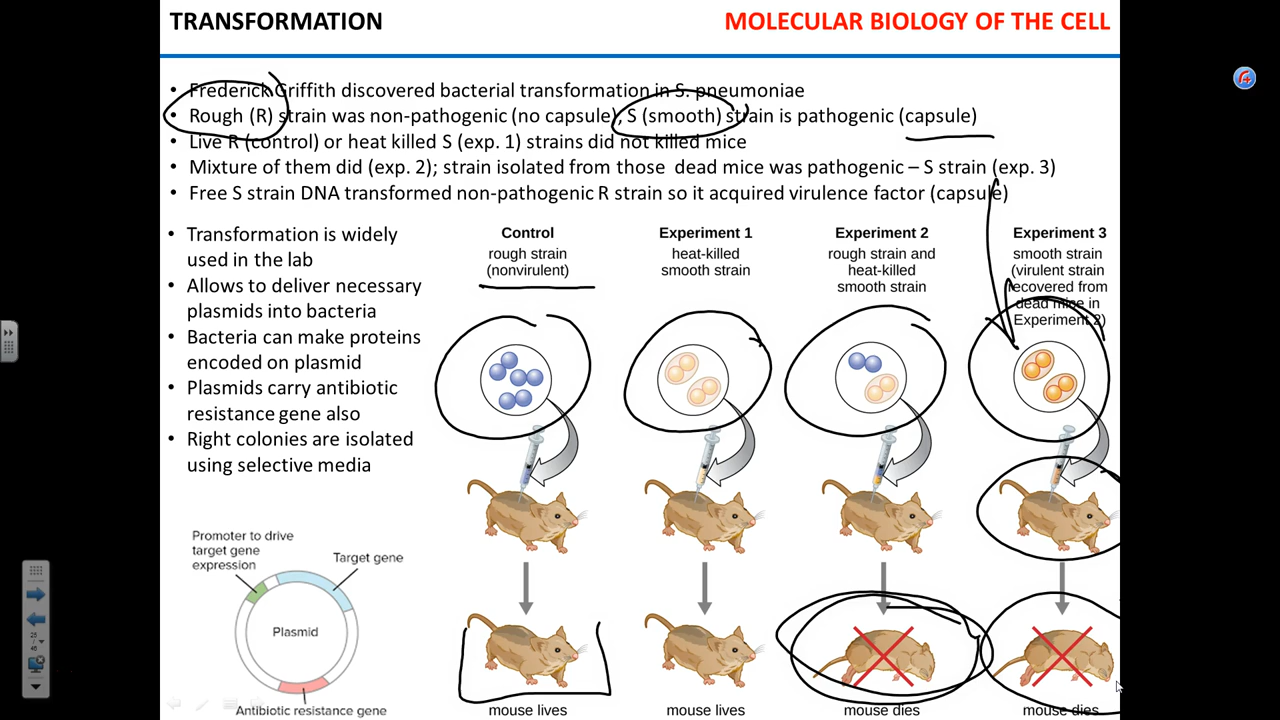 TRANSFORMATION
MOLECULAR BIOLOGY OF THE CELL
• Frederick Griffith discovered bacterial transformation in S. pneumoniae
• Rough (R) strain was non-pathogenic (no capsule), S (smooth) strain is pathogenic (capsule)
• Live R (control) or heat killed S (exp. 1) strains did not killed mice
• Mixture of them did (exp. 2); strain isolated from those dead mice was pathogenic – S strain (exp. 3)
• Free S strain DNA transformed non-pathogenic R strain so it acquired virulence factor (capsule)
• Transformation is widely
used in the lab
• Allows to deliver necessary
plasmids into bacteria
• Bacteria can make proteins
encoded on plasmid
• Plasmids carry antibiotic
resistance gene also
• Right colonies are isolated
using selective media
Control
rough strain
(nonvirulent)
Experiment 1
heat-killed
smooth strain
Experiment 2
rough strain and
heat-killed
smooth strain
Experiment 3
smooth strain
(virulent strain
recovered from
dead mice in
Experiment 2)
Promoter to drive
target gene
expression
Target gene
Plasmid
Antibiotic resistance gene
mouse lives
mouse lives
mouse dies
mouse dies
25
/
46